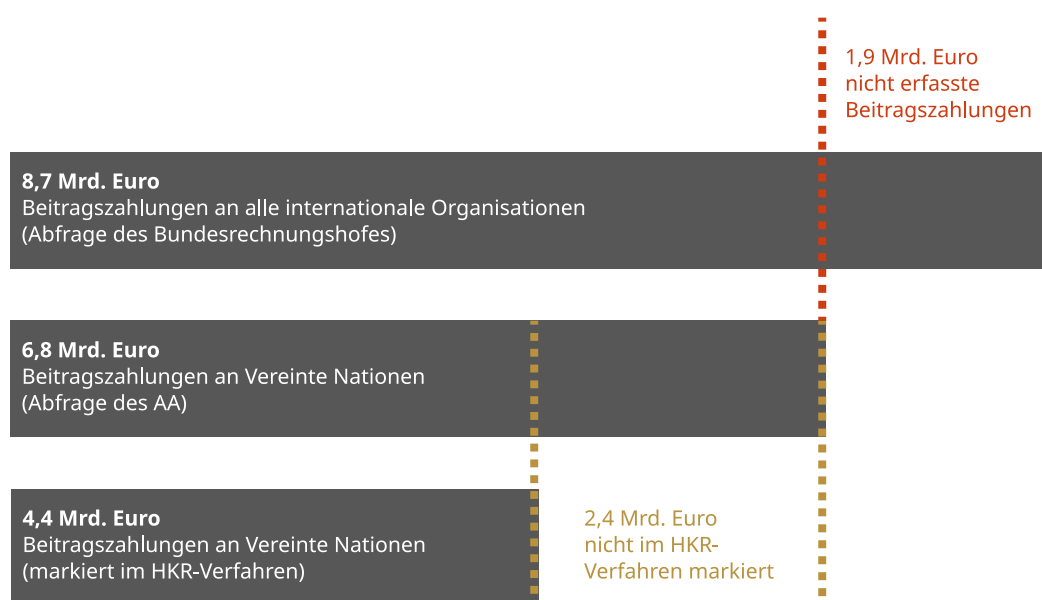 1,9 Mrd. Euro
nicht erfasste
Beitragszahlungen
8,7 Mrd. Euro
Beitragszahlungen an alle internationale Organisationen
(Abfrage des Bundesrechnungshofes)
6,8 Mrd. Euro
Beitragszahlungen an Vereinte Nationen
(Abfrage des AA)
4,4 Mrd. Euro
Beitragszahlungen an Vereinte Nationen
(markiert im HKR-Verfahren)
2,4 Mrd. Euro
nicht im HKR-
Verfahren markiert